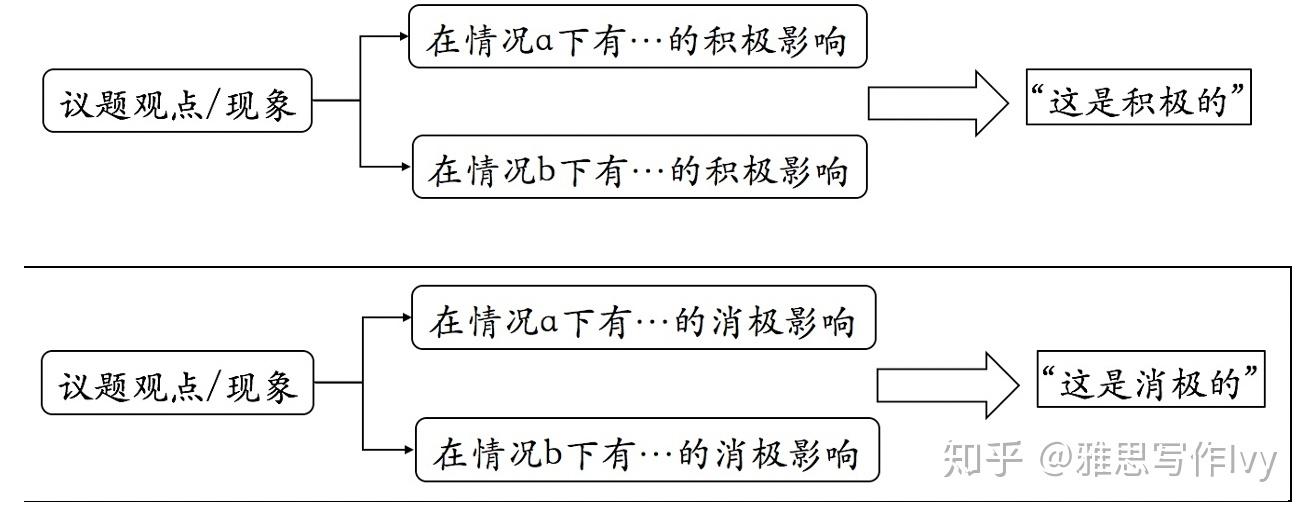 在情况a下有…的积极影响
议题观点/现象
“这是积极的”
在情况b下有…的积极影响
在情况a下有…的消极影响
议题观点/现象
“这是消极的”
在情况b下有…的消极影响
知乎 @雅思写作Ivy